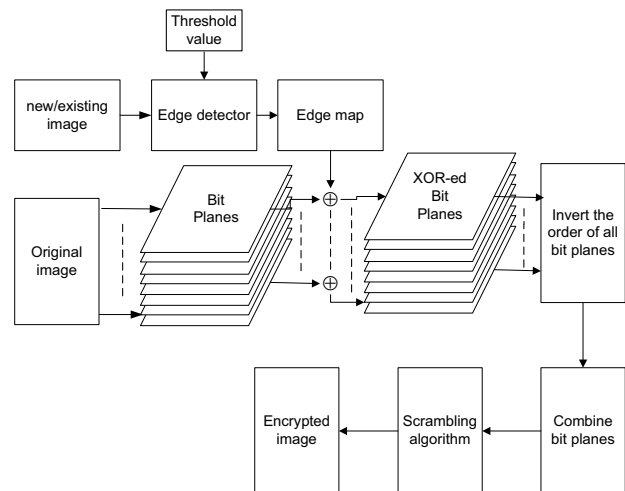 Threshold
value
new/existing
image
Edge detector
Edge map
Original
image
Bit
Planes
XOR-ed
Bit
Planes
Invert the
order of all
bit planes
Encrypted
image
Scrambling
algorithm
Combine
bit planes